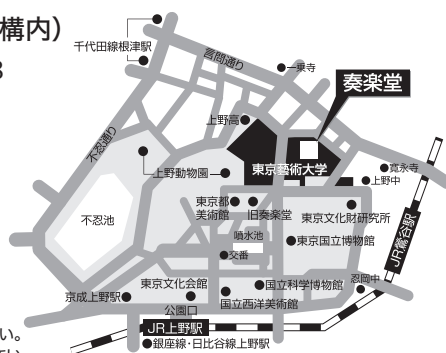 構内）
千代田線根津駅
言問通り
一乗寺
奏楽堂
上野高
不忍通り
上野動物園
東京藝術大学
寛永寺
上野中
東京都
美術館
旧奏楽堂
東京文化財研究所
不忍池
噴水池
東京国立博物館
JR鶯谷駅
交番
京成上野駅
東京文化会館
国立科学博物館
忍岡中
公園口
国立西洋美術館
い。
JR上野駅
銀座線・日比谷線上野駅